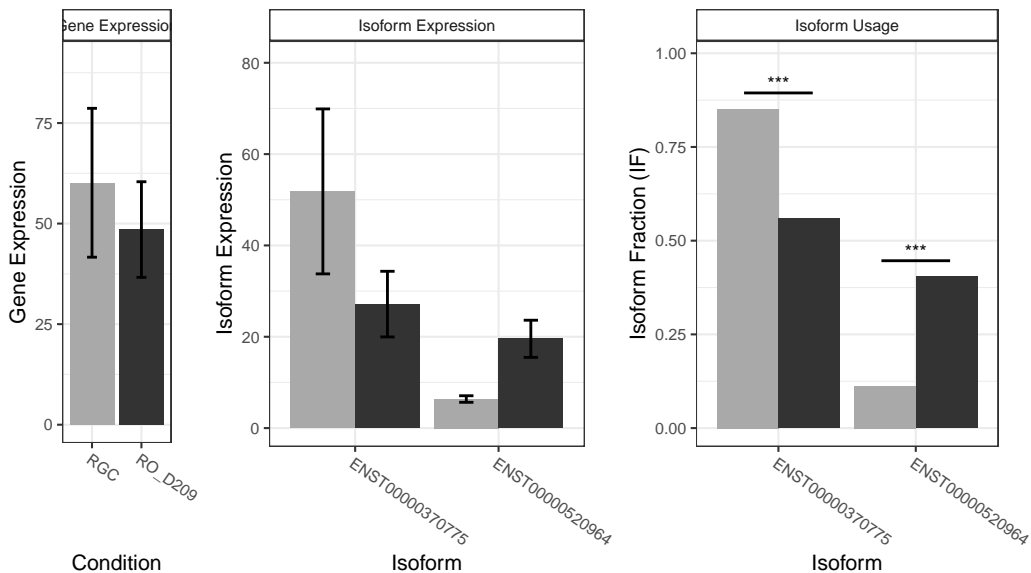 Gene Expression
Gene Expression
75
50
25
0
RGC
RO_D209
Condition
Isoform Expression
Isoform Expression
80
60
40
20
0
ENST00000370775
ENST00000520964
Isoform
Isoform Usage
Isoform Fraction (IF)
1.00
0.75
0.50
0.25
0.00
***
***
ENST00000370775
ENST00000520964
Isoform